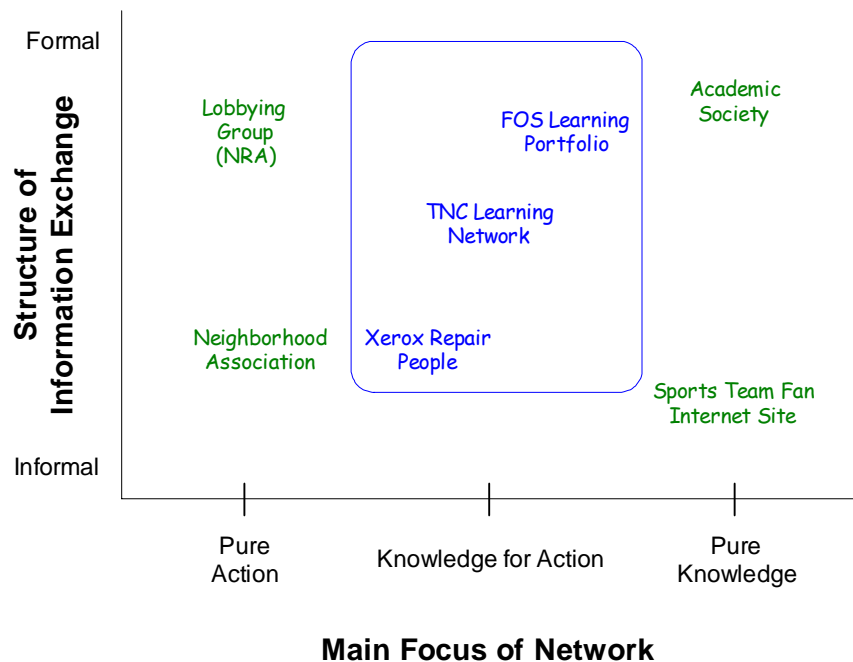 Formal
Structure of
Information Exchange
Informal
Lobbying
Group
(NRA)
FOS Learning
Portfolio
Academic
Society
TNC Learning
Network
Neighborhood
Association
Xerox Repair
People
Sports Team Fan
Internet Site
Pure
Action
Knowledge for Action
Pure
Knowledge
Main Focus of Network